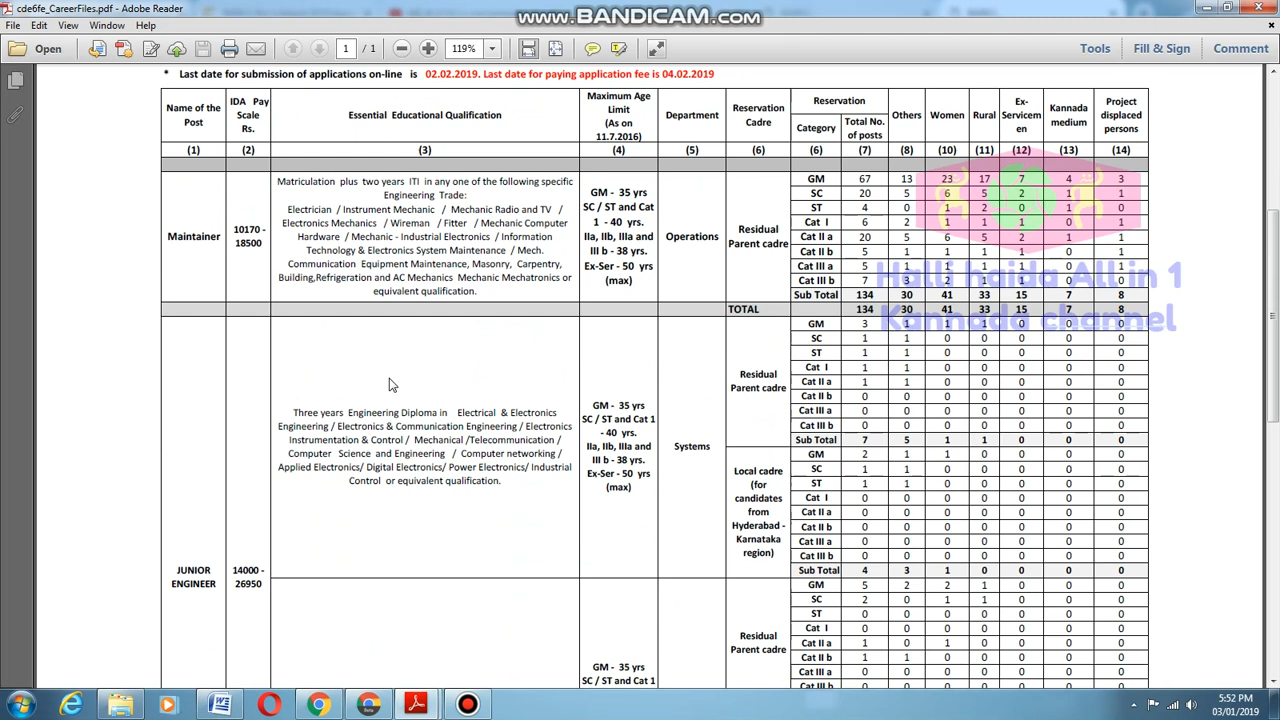 cde6fe_CareerFiles.pdf - Adobe Reader
www.BANDICAM.com
File Edit View Window Help
Open 1 / 1 119% Tools Fill & Sign Comment
* Last date for submission of applications on-line is 02.02.2019. Last date for paying application fee is 04.02.2019
Name of the Post
IDA Pay Scale Rs.
Essential Educational Qualification
Maximum Age Limit (As on 11.7.2016)
Department
Reservation Cadre
Reservation
Category
Total No. of posts
Others
Women
Rural
Ex-Servicemen
Kannada medium
Project displaced persons
(1) (2) (3) (4) (5) (6) (6) (7) (8) (10) (11) (12) (13) (14)
Maintainer
10170 - 18500
Matriculation plus two years ITI in any one of the following specific
Engineering Trade:
Electrician / Instrument Mechanic / Mechanic Radio and TV /
Electronics Mechanics / Wireman / Fitter / Mechanic Computer
Hardware / Mechanic - Industrial Electronics / Information
Technology & Electronics System Maintenance / Mech.
Communication Equipment Maintenance, Masonry, Carpentry,
Building,Refrigeration and AC Mechanics Mechanic Mechatronics or
equivalent qualification.
GM - 35 yrs
SC / ST and Cat
1 - 40 yrs.
IIa, IIb, IIIa and
III b - 38 yrs.
Ex-Ser - 50 yrs
(max)
Operations
Residual
Parent cadre
GM 67 13 23 17 7 4 3
SC 20 5 6 5 2 1 1
ST 4 0 1 2 0 1 0
Cat I 6 2 1 1 1 0 1
Cat II a 20 5 6 5 2 1 1
Cat II b 5 1 1 1 1 0 1
Cat III a 5 1 1 1 1 0
Cat III b 7 3 2 1 1 0
Sub Total 134 30 41 33 15 7 8
TOTAL 134 30 41 33 15 7 8
Halli haida All in 1
Kannada channel
JUNIOR
ENGINEER
14000 -
26950
Three years Engineering Diploma in Electrical & Electronics
Engineering / Electronics & Communication Engineering / Electronics
Instrumentation & Control / Mechanical /Telecommunication /
Computer Science and Engineering / Computer networking /
Applied Electronics/ Digital Electronics/ Power Electronics/ Industrial
Control or equivalent qualification.
GM - 35 yrs
SC / ST and Cat 1
- 40 yrs.
IIa, IIb, IIIa and
III b - 38 yrs.
Ex-Ser - 50 yrs
(max)
Systems
Residual
Parent cadre
GM 3 1 1 1 0 0 0
SC 1 1 0 0 0 0 0
ST 1 1 0 0 0 0 0
Cat I 1 1 0 0 0 0 0
Cat II a 1 1 0 0 0 0 0
Cat II b 0 0 0 0 0 0 0
Cat III a 0 0 0 0 0 0 0
Cat III b 0 0 0 0 0 0 0
Sub Total 7 5 1 1 0 0 0
Local cadre
(for
candidates
from
Hyderabad -
Karnataka
region)
GM 2 1 1 0 0 0 0
SC 1 1 0 0 0 0 0
ST 1 1 0 0 0 0 0
Cat I 0 0 0 0 0 0 0
Cat II a 0 0 0 0 0 0 0
Cat II b 0 0 0 0 0 0 0
Cat III a 0 0 0 0 0 0 0
Cat III b 0 0 0 0 0 0 0
Sub Total 4 3 1 0 0 0 0
GM - 35 yrs
SC / ST and Cat 1
Residual
Parent cadre
GM 5 2 2 1 0 0 0
SC 2 0 1 1 0 0 0
ST 0 0 0 0 0 0 0
Cat I 0 0 0 0 0 0 0
Cat II a 1 0 1 0 0 0 0
Cat II b 1 1 0 0 0 0 0
Cat III a 0 0 0 0 0 0 0
5:52 PM
03/01/2019